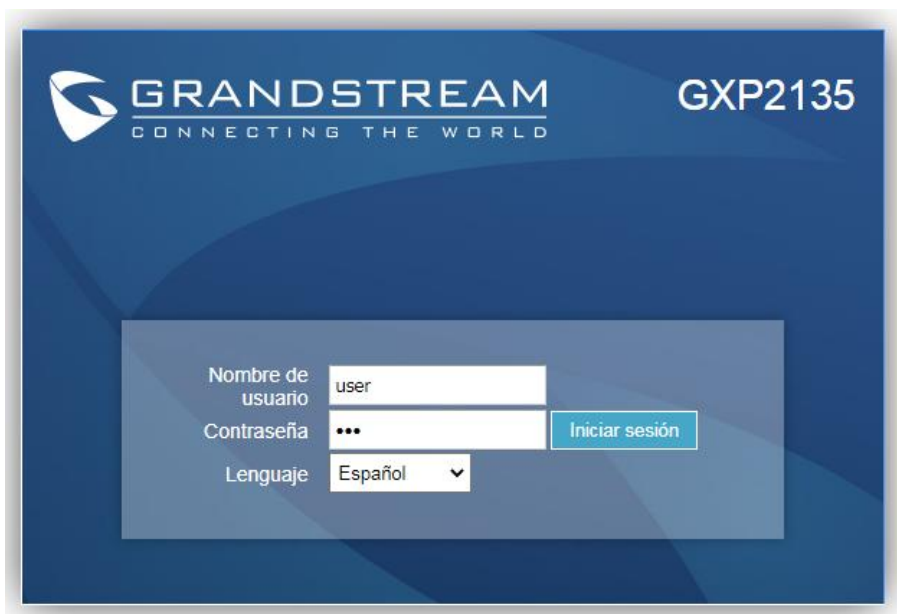 GRANDSTREAM
CONNECTING THE WORLD
GXP2135
Nombre de
usuario
user
Contraseña
•••
Iniciar sesión
Lenguaje
Español